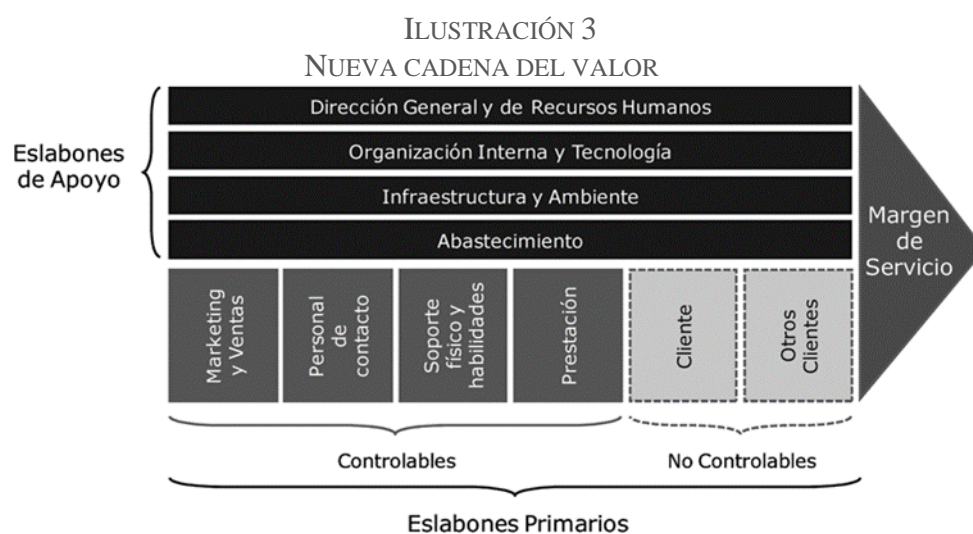 ILUSTRACIÓN 3
NUEVA CADENA DEL VALOR
Eslabones
de Apoyo
Dirección General y de Recursos Humanos
Organización Interna y Tecnología
Infraestructura y Ambiente
Abastecimiento
Marketing
y Ventas
Personal
de
contacto
Soporte
físico y
habilidades
Prestación
Cliente
Otros
Clientes
Margen
de
Servicio
Controlables
No Controlables
Eslabones Primarios